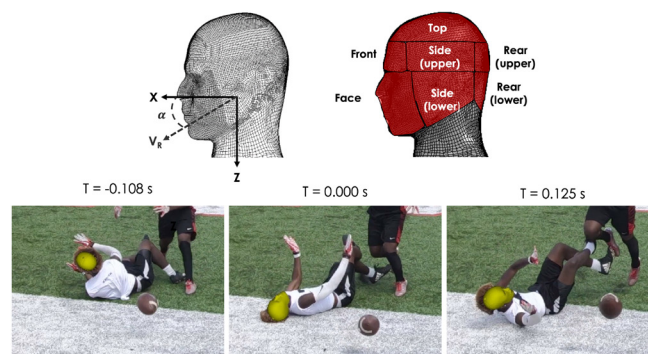 Top
Front
Side
(upper)
Rear
(upper)
X
α
Face
Side
(lower)
Rear
(lower)
V_R
Z
T = -0.108 s
T = 0.000 s
T = 0.125 s